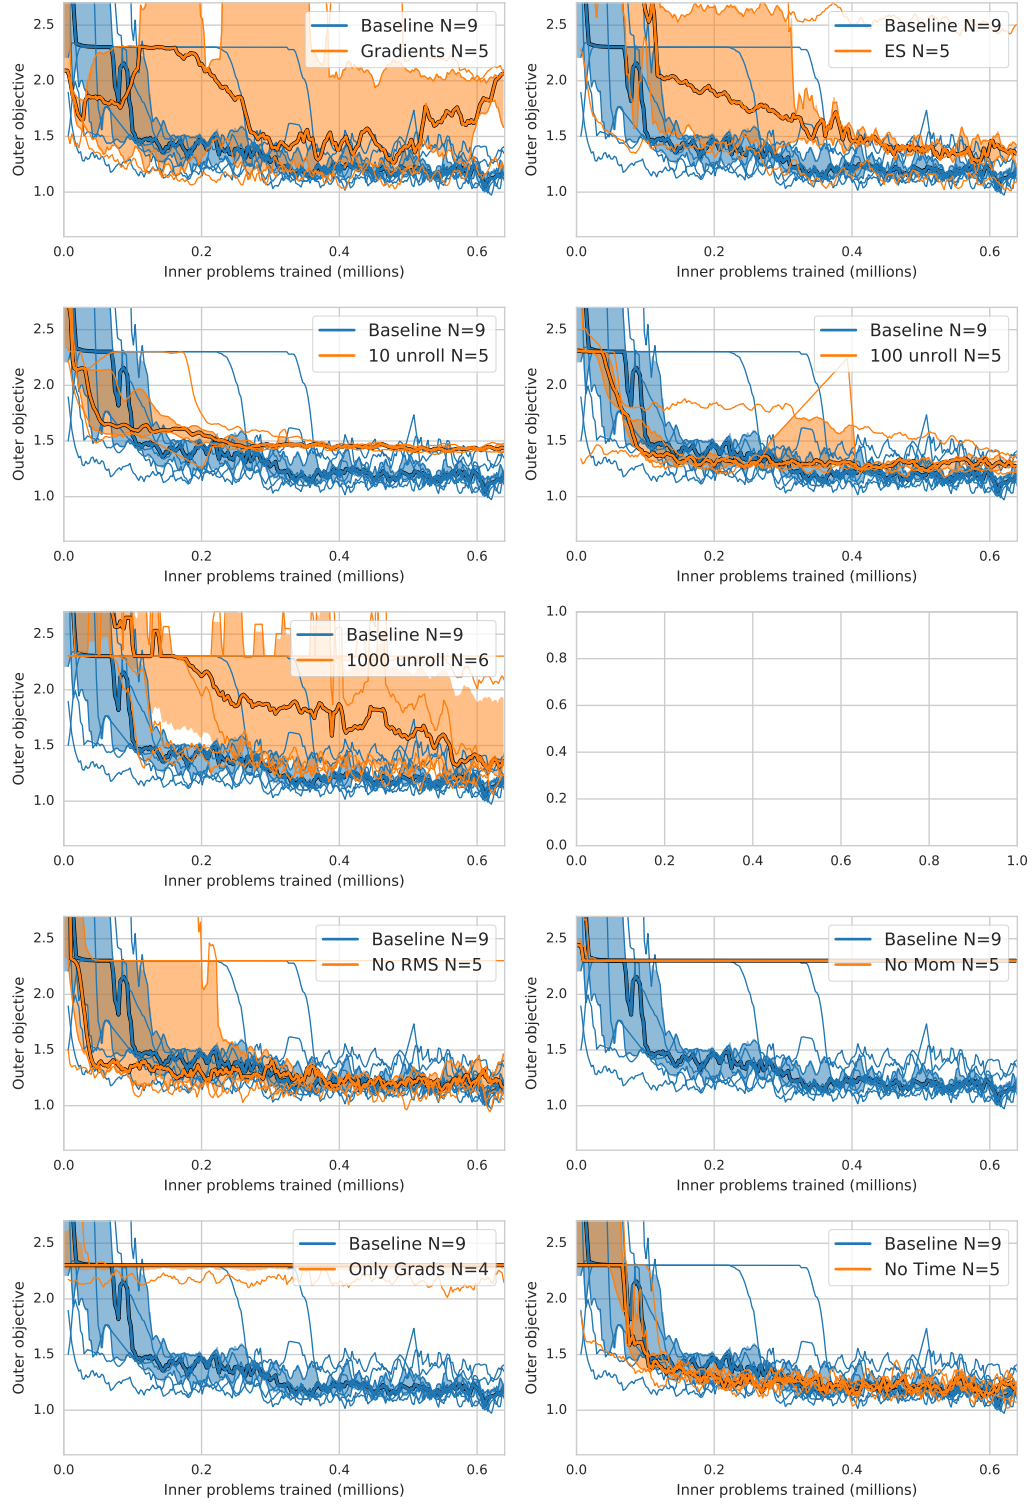 2.5
2.0
1.5
1.0
Outer objective
Baseline N=9
Gradients N=5
0.0 0.2 0.4 0.6
Inner problems trained (millions)
2.5
2.0
1.5
1.0
Outer objective
Baseline N=9
ES N=5
0.0 0.2 0.4 0.6
Inner problems trained (millions)
2.5
2.0
1.5
1.0
Outer objective
Baseline N=9
10 unroll N=5
0.0 0.2 0.4 0.6
Inner problems trained (millions)
2.5
2.0
1.5
1.0
Outer objective
Baseline N=9
100 unroll N=5
0.0 0.2 0.4 0.6
Inner problems trained (millions)
2.5
2.0
1.5
1.0
Outer objective
Baseline N=9
1000 unroll N=6
0.0 0.2 0.4 0.6
Inner problems trained (millions)
1.0
0.8
0.6
0.4
0.2
0.0
0.0 0.2 0.4 0.6 0.8 1.0
2.5
2.0
1.5
1.0
Outer objective
Baseline N=9
No RMS N=5
0.0 0.2 0.4 0.6
Inner problems trained (millions)
2.5
2.0
1.5
1.0
Outer objective
Baseline N=9
No Mom N=5
0.0 0.2 0.4 0.6
Inner problems trained (millions)
2.5
2.0
1.5
1.0
Outer objective
Baseline N=9
Only Grads N=4
0.0 0.2 0.4 0.6
Inner problems trained (millions)
2.5
2.0
1.5
1.0
Outer objective
Baseline N=9
No Time N=5
0.0 0.2 0.4 0.6
Inner problems trained (millions)